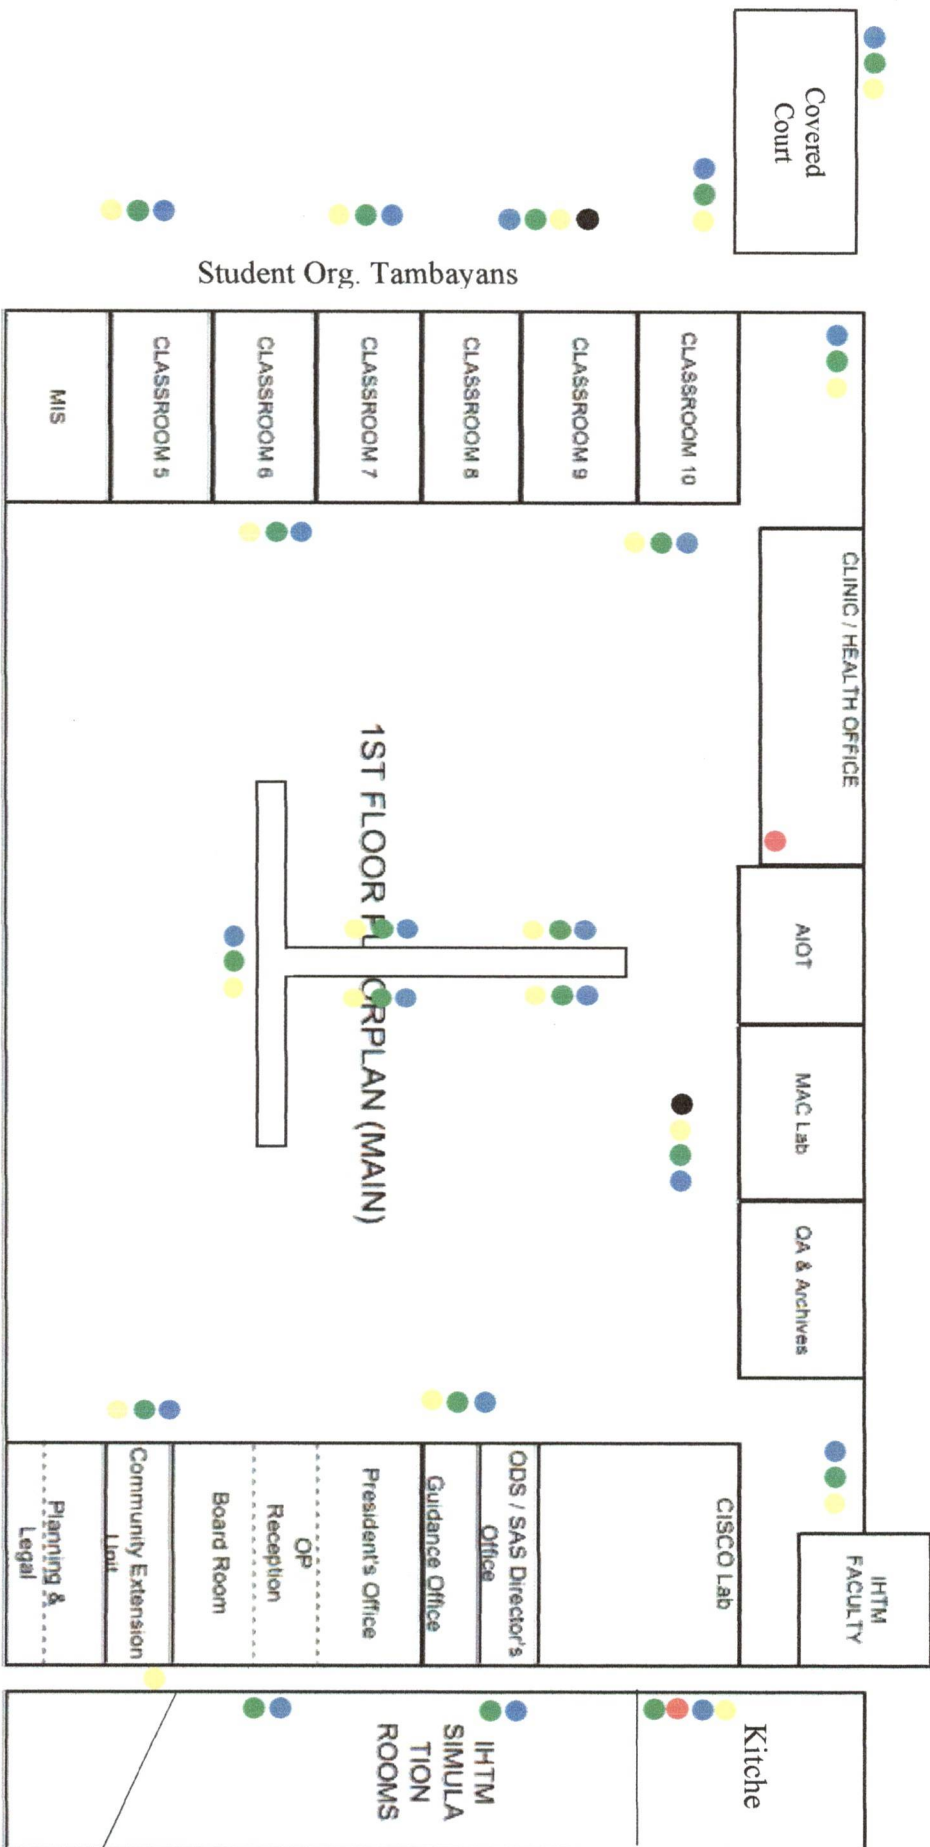 Covered
Court
Student Org. Tambayans
MIS
CLASSROOM 5
CLASSROOM 6
CLASSROOM 7
CLASSROOM 8
CLASSROOM 9
CLASSROOM 10
CLINIC / HEALTH OFFICE
AIOT
MAC Lab
QA & Archives
1ST FLOOR FL ORPLAN (MAIN)
CISCO Lab
ODS / SAS Director's
Office
Guidance Office
President's Office
OP
Reception
Board Room
Community Extension
Unit
Planning &
Legal
IHTM
FACULTY
Kitche
IHTM
SIMULA
TION
ROOMS